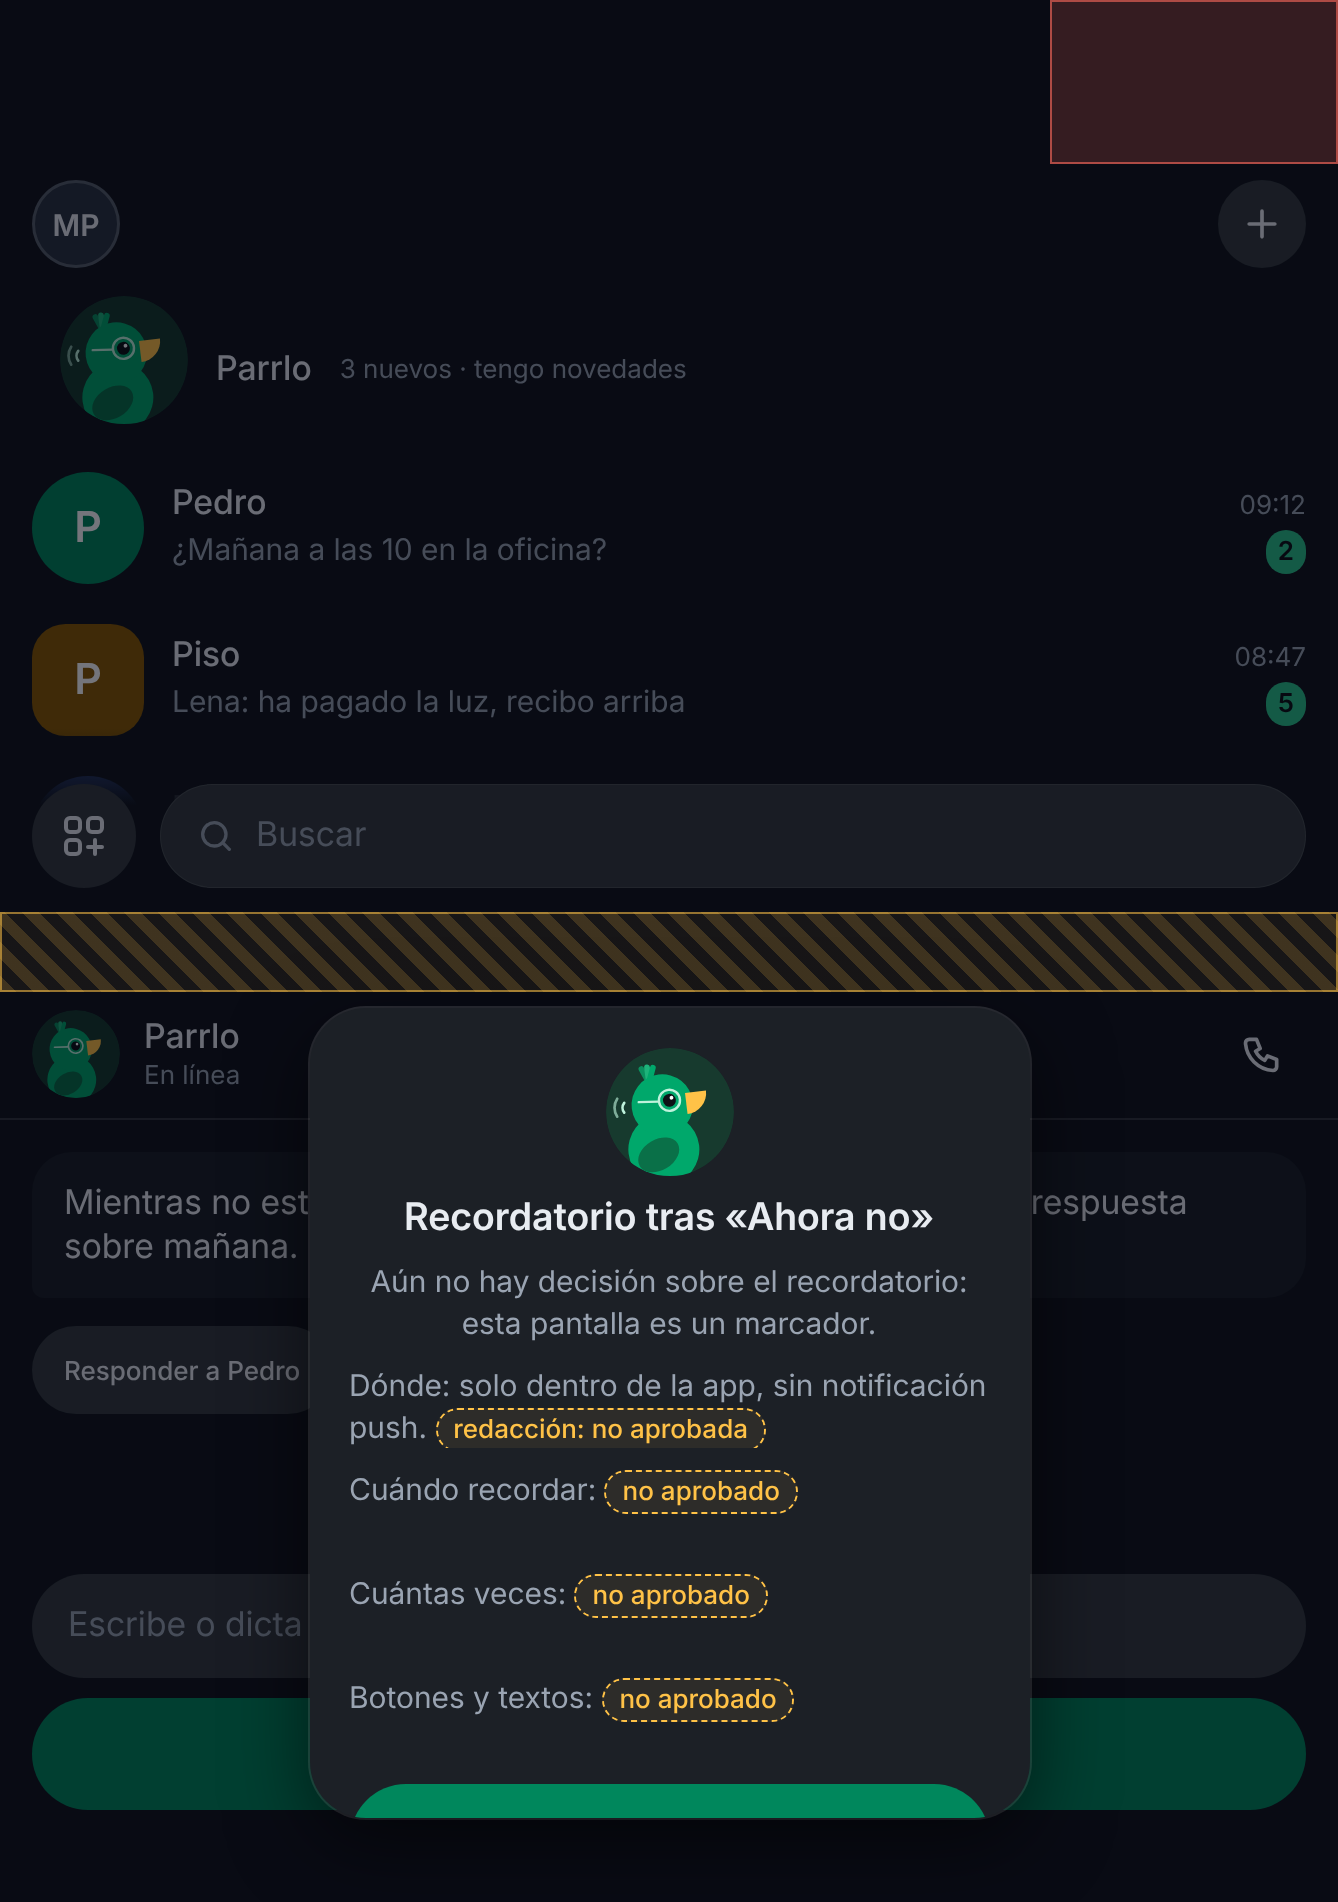 MP
Parrlo 3 nuevos · tengo novedades
P
Pedro
09:12
¿Mañana a las 10 en la oficina?
2
P
Piso
08:47
Lena: ha pagado la luz, recibo arriba
5
Buscar
Parrlo
En línea
Mientras no est
respuesta
sobre mañana.
Responder a Pedro
Escribe o dicta
Recordatorio tras «Ahora no»
Aún no hay decisión sobre el recordatorio:
esta pantalla es un marcador.
Dónde: solo dentro de la app, sin notificación
push. redacción: no aprobada
Cuándo recordar: no aprobado
Cuántas veces: no aprobado
Botones y textos: no aprobado